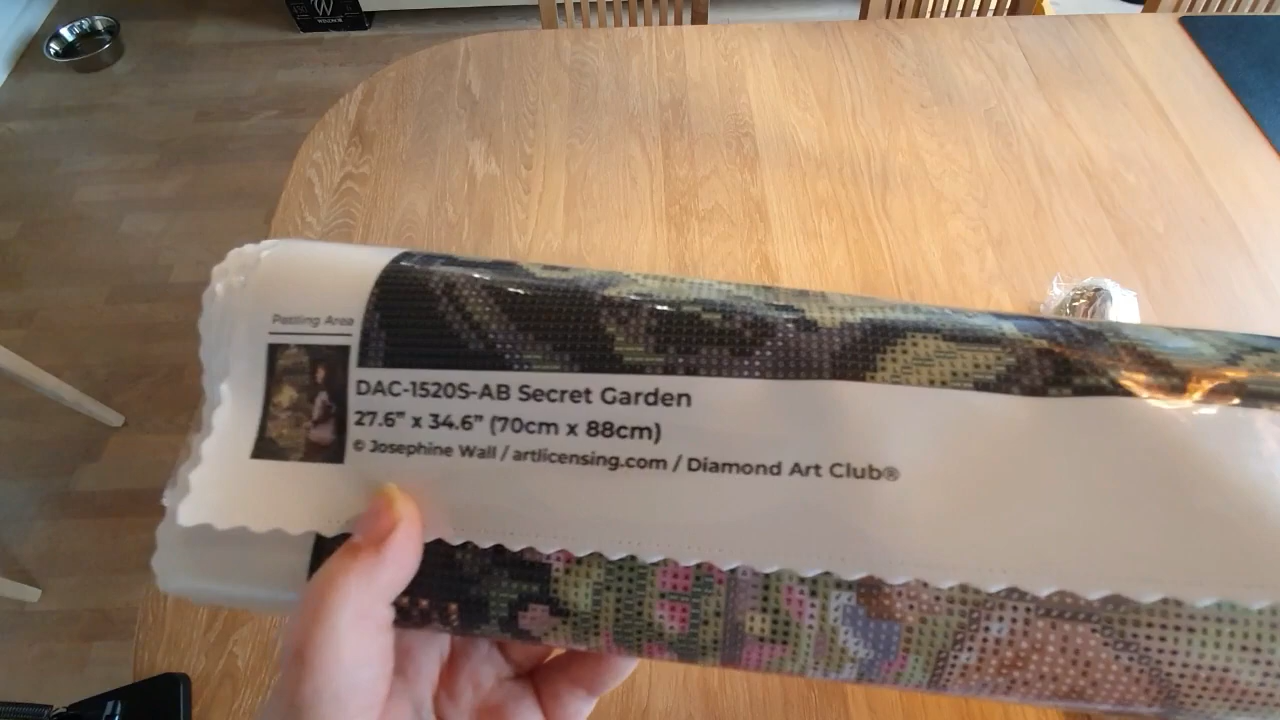 W
Pasting Area
DAC-1520S-AB Secret Garden
27.6" x 34.6" (70cm x 88cm)
© Josephine Wall / artlicensing.com / Diamond Art Club®